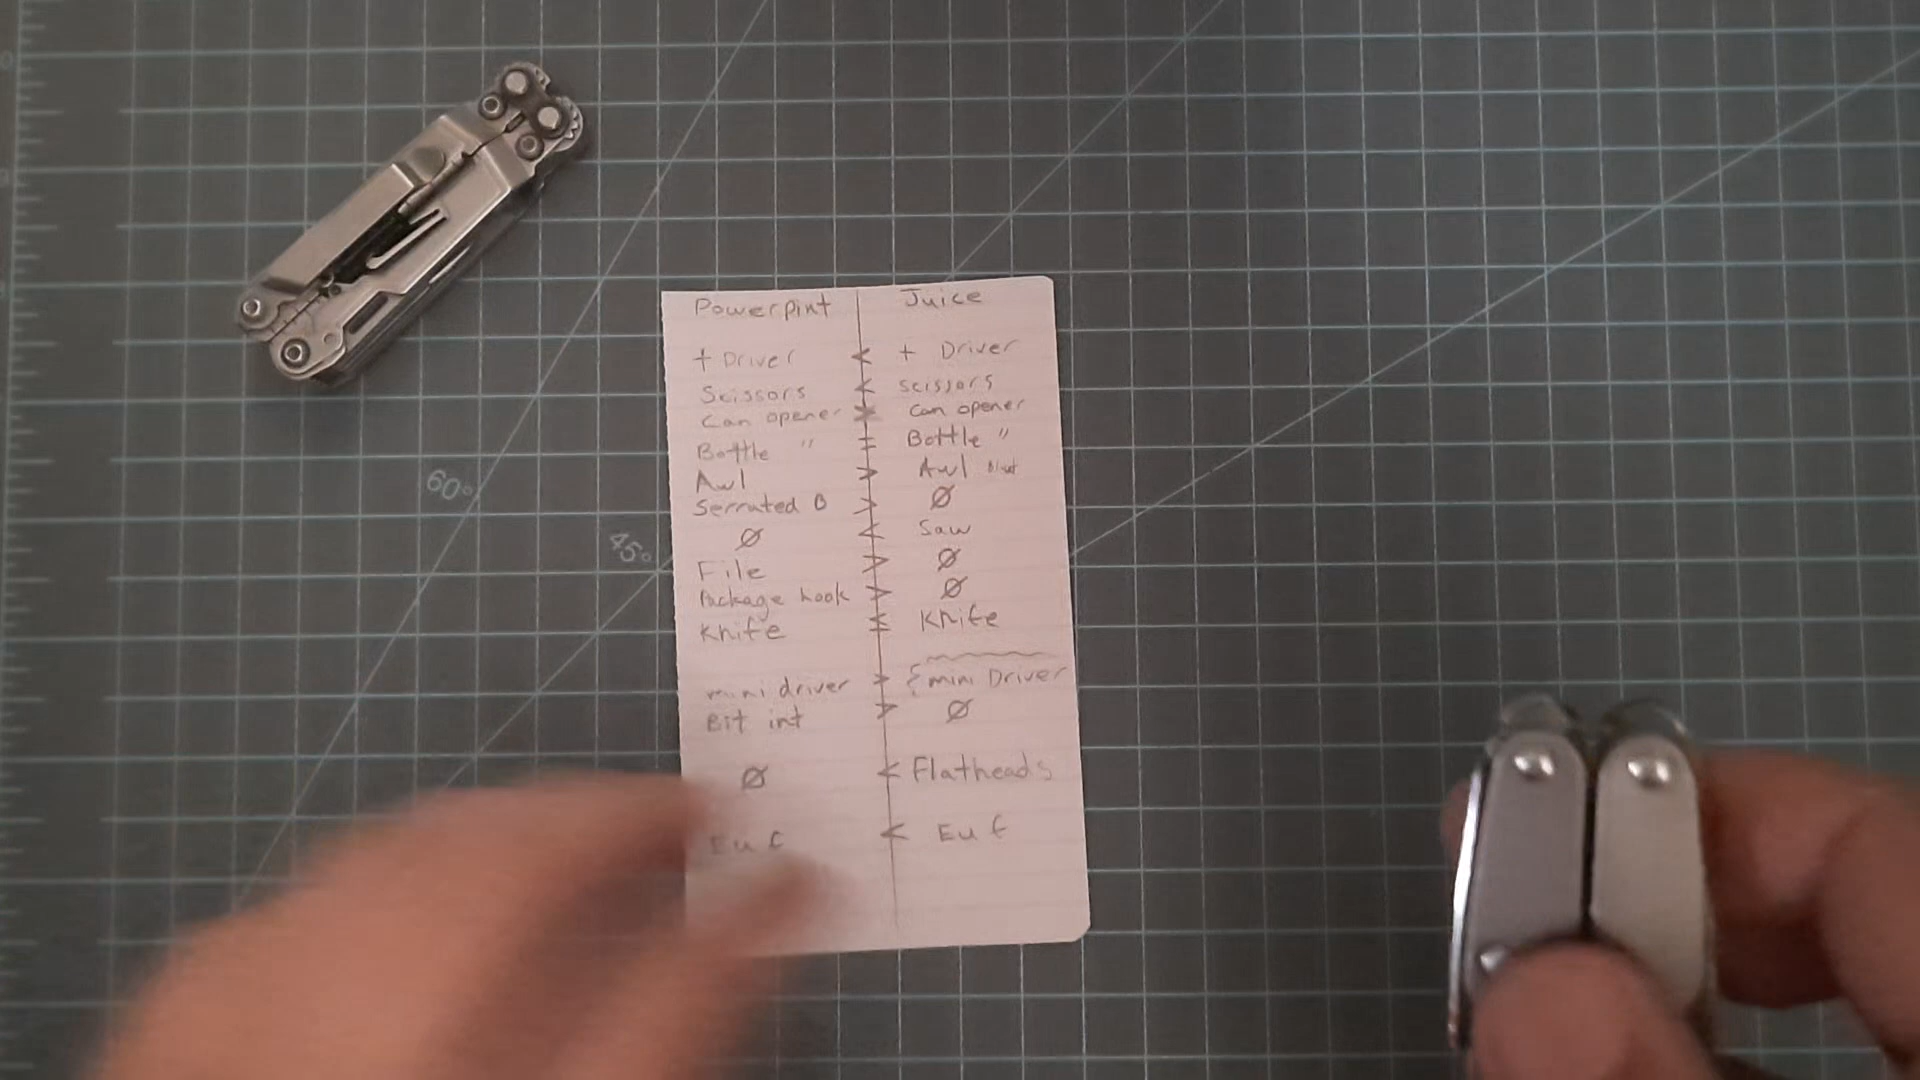 Powerpint Juice
+ Driver < + Driver
Scissors < scissors
Can opener Can opener
Bottle " = Bottle "
Awl > Awl
Serrated B > Ø
Ø < Saw
File > Ø
Package hook > Ø
Knife Knife
mini driver > { mini Driver
Bit int > Ø
Ø < Flatheads
Eu f < Eu f
60°
45°